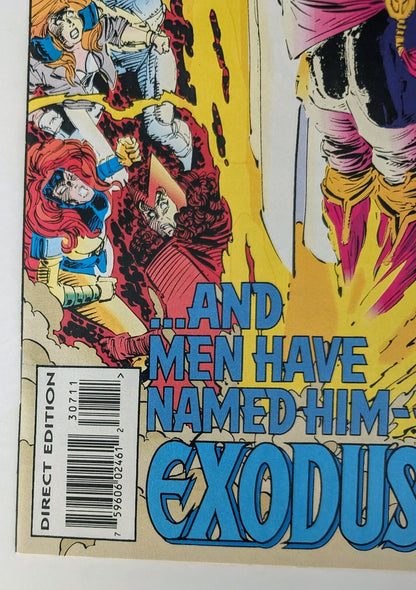 ...AND
MEN HAVE
NAMED HIM-
EXODUS
DIRECT EDITION
30711
7 59606 02461 2